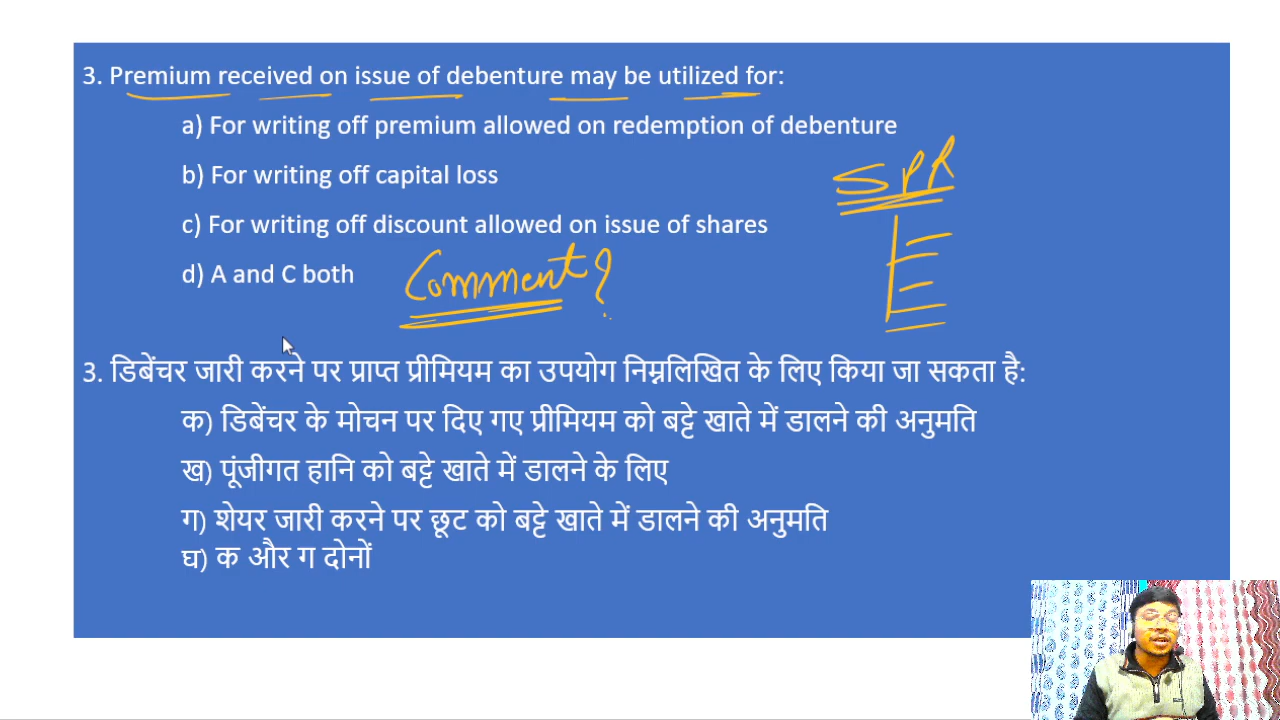 3. Premium received on issue of debenture may be utilized for:
a) For writing off premium allowed on redemption of debenture
b) For writing off capital loss
SPR
c) For writing off discount allowed on issue of shares
d) A and C both
Comment?
3. डिबेंचर जारी करने पर प्राप्त प्रीमियम का उपयोग निम्नलिखित के लिए किया जा सकता है:
क) डिबेंचर के मोचन पर दिए गए प्रीमियम को बट्टे खाते में डालने की अनुमति
ख) पूंजीगत हानि को बट्टे खाते में डालने के लिए
ग) शेयर जारी करने पर छूट को बट्टे खाते में डालने की अनुमति
घ) क और ग दोनों